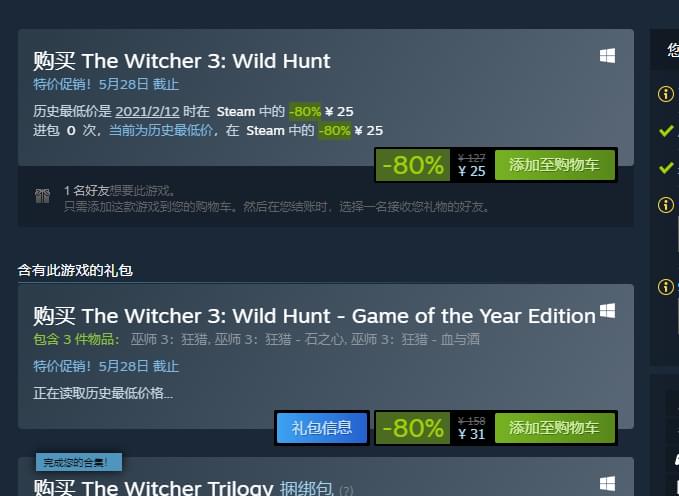 购买 The Witcher 3: Wild Hunt
特价促销！5月28日 截止
历史最低价是 2021/2/12 时在 Steam 中的 -80% ¥ 25
进包 0 次，当前为历史最低价，在 Steam 中的 -80% ¥ 25
-80% ¥ 127 ¥ 25 添加至购物车
1 名好友想要此游戏。
只需添加这款游戏到您的购物车。然后在您结账时，选择一名接收您礼物的好友。
含有此游戏的礼包
购买 The Witcher 3: Wild Hunt - Game of the Year Edition
包含 3 件物品： 巫师 3：狂猎, 巫师 3：狂猎 - 石之心, 巫师 3：狂猎 - 血与酒
特价促销！5月28日 截止
正在读取历史最低价格...
礼包信息 -80% ¥ 158 ¥ 31 添加至购物车
完成您的合集！
购买 The Witcher Trilogy 捆绑包 (?)